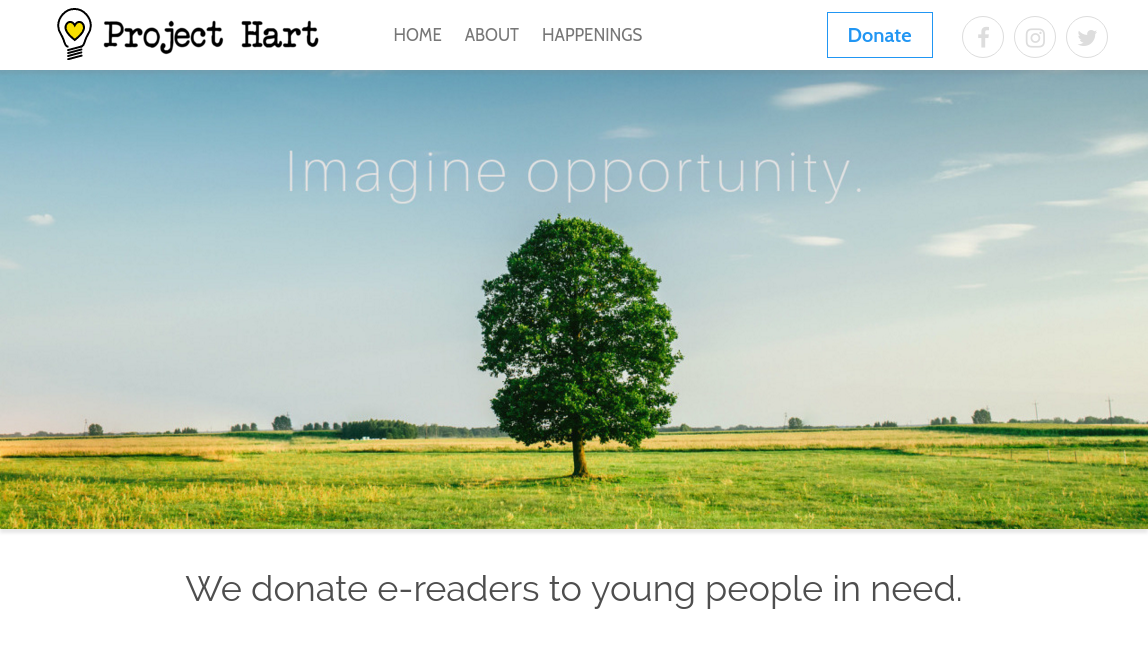 Project Hart
HOME ABOUT HAPPENINGS
Donate
Imagine opportunity.
We donate e-readers to young people in need.